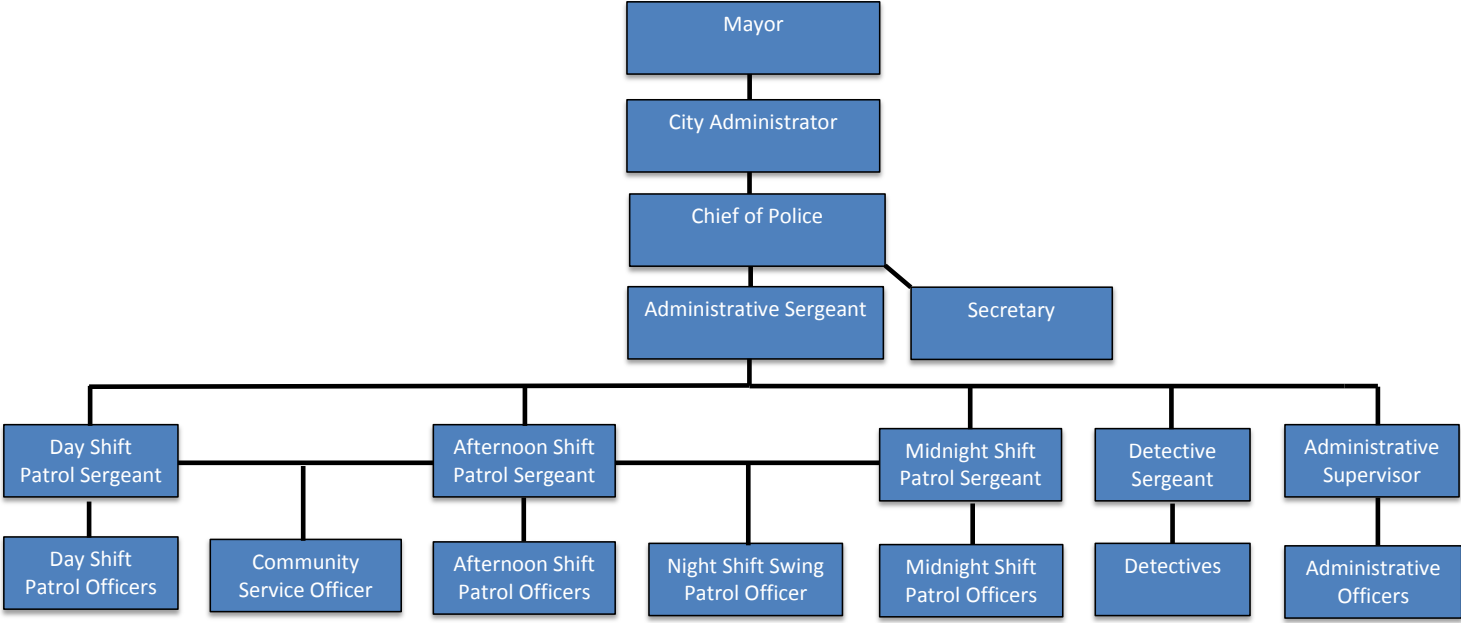 Mayor
City Administrator
Chief of Police
Administrative Sergeant
Secretary
Day Shift
Patrol Sergeant
Afternoon Shift
Patrol Sergeant
Midnight Shift
Patrol Sergeant
Detective
Sergeant
Administrative
Supervisor
Day Shift
Patrol Officers
Community
Service Officer
Afternoon Shift
Patrol Officers
Night Shift Swing
Patrol Officer
Midnight Shift
Patrol Officers
Detectives
Administrative
Officers